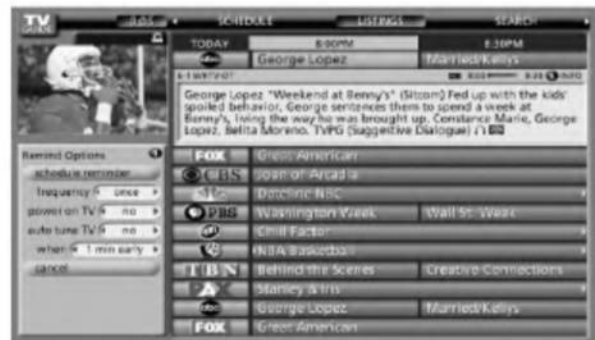 TV
GUIDE
8:05
SCHEDULE
LISTINGS
SEARCH
TODAY
8:00PM
8:30PM
abc
George Lopez
Married/Kellys
George Lopez "Weekend at Benny's" (Sitcom) Fed up with the kids'
spoiled behavior, George sentences them to spend a week at
Benny's, living the way he was brought up. Constance Marie, George
Lopez, Belita Moreno. TVPG (Suggestive Dialogue)
Remind Options
schedule reminder
frequency once
power on TV no
auto tune TV no
when 1 min early
cancel
FOX
Great American
CBS
Joan of Arcadia
Dateline NBC
PBS
Washington Week
Wall St. Week
Chill Factor
NBA Basketball
TBN
Behind the Scenes
Creative Connections
PAX
Stanley & Iris
abc
George Lopez
Married/Kellys
FOX
Great American